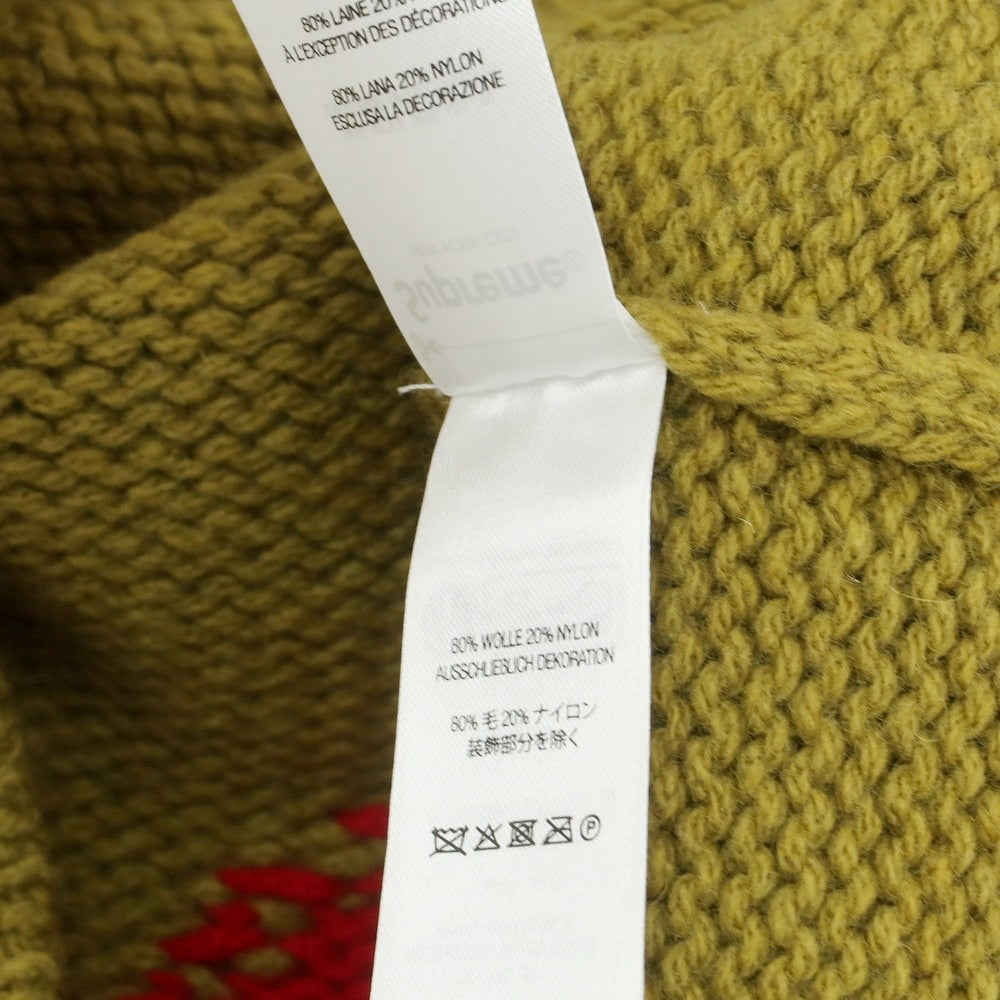 80% LAINE 20%
À L'EXCEPTION DES DÉCORATIONS
80% LANA 20% NYLON
ESCLUSA LA DECORAZIONE
Supreme
80% WOLLE 20% NYLON
AUSSCHLIEßLICH DEKORATION
80% 毛 20% ナイロン
装飾部分を除く
P